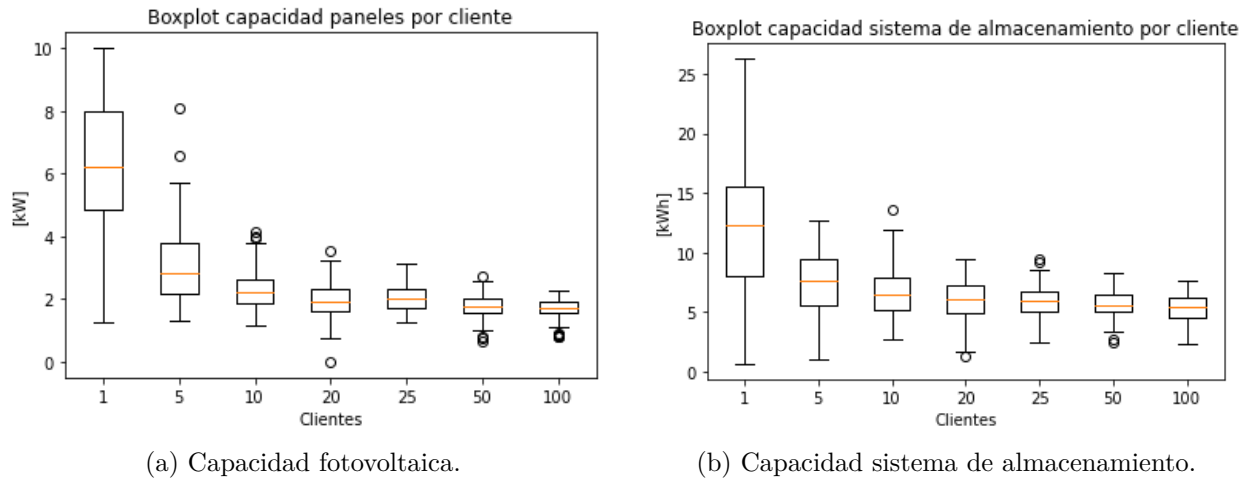 Boxplot capacidad paneles por cliente
10
8
6
4
2
0
[kW]
1 5 10 20 25 50 100
Clientes
(a) Capacidad fotovoltaica.
Boxplot capacidad sistema de almacenamiento por cliente
25
20
15
10
5
0
[kWh]
1 5 10 20 25 50 100
Clientes
(b) Capacidad sistema de almacenamiento.